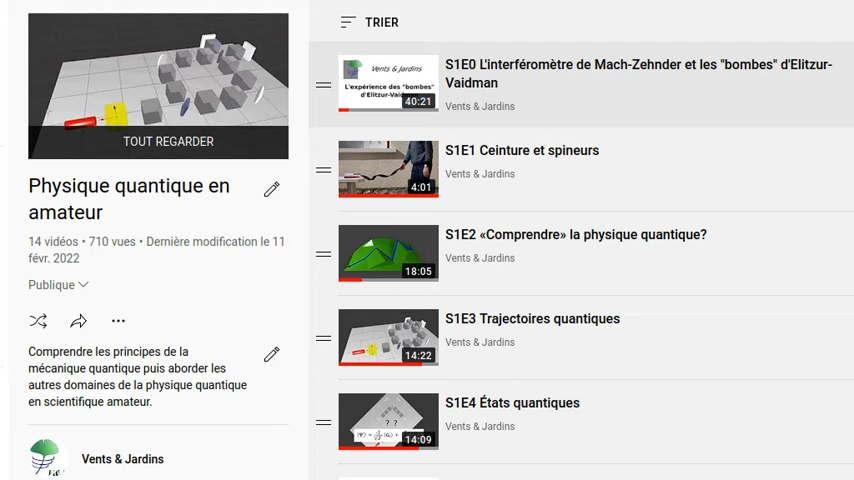 TOUT REGARDER
Physique quantique en
amateur
14 vidéos • 710 vues • Dernière modification le 11
févr. 2022
Publique
Comprendre les principes de la
mécanique quantique puis aborder les
autres domaines de la physique quantique
en scientifique amateur.
Vents & Jardins
TRIER
Vents & Jardins
L'expérience des "bombes"
d'Elitzur-Vaidman
40:21
S1E0 L'interféromètre de Mach-Zehnder et les "bombes" d'Elitzur-
Vaidman
Vents & Jardins
4:01
S1E1 Ceinture et spineurs
Vents & Jardins
18:05
S1E2 «Comprendre» la physique quantique?
Vents & Jardins
14:22
S1E3 Trajectoires quantiques
Vents & Jardins
? ?
14:09
S1E4 États quantiques
Vents & Jardins